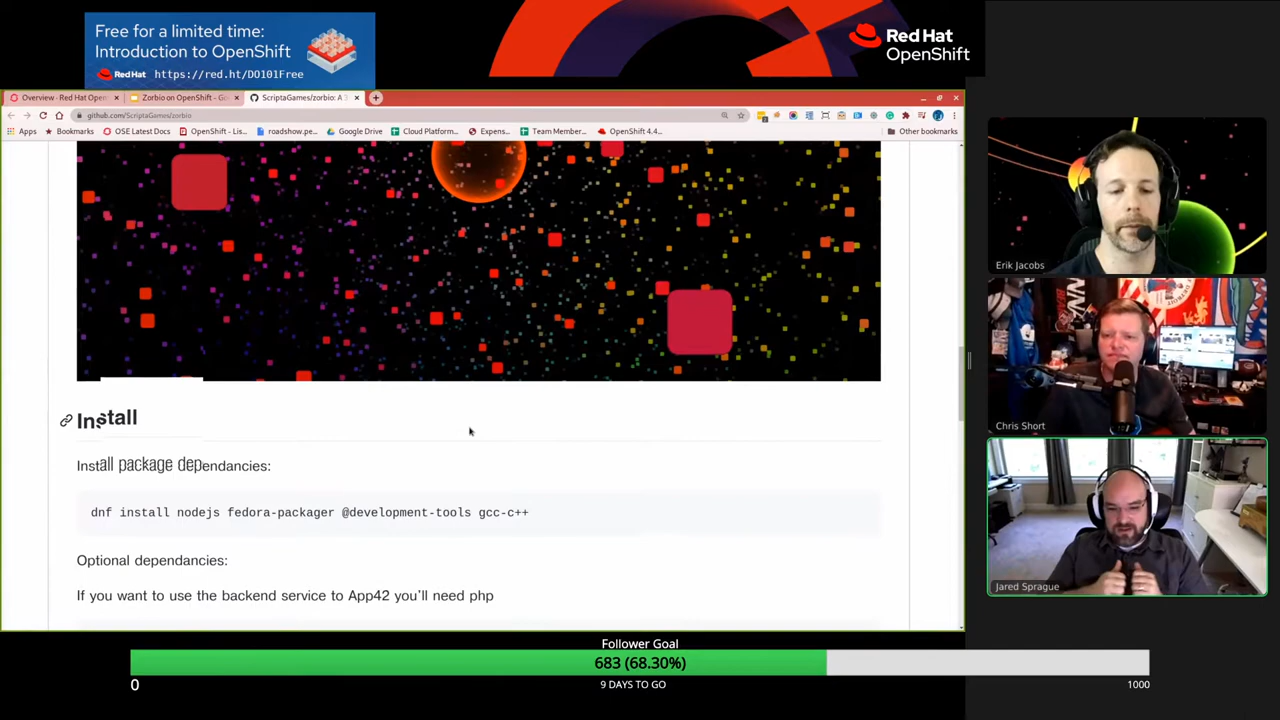 Free for a limited time:
Introduction to OpenShift
Red Hat https://red.ht/DO101Free
Red Hat
OpenShift
Overview - Red Hat Open
Zorbio on OpenShift - Go
ScriptaGames/zorbio: A
github.com/ScriptaGames/zorbio
Apps
Bookmarks
OSE Latest Docs
OpenShift - Lis...
roadshow.pe...
Google Drive
Cloud Platform...
Expens...
Team Member...
OpenShift 4.4...
Other bookmarks
Install
Install package dependancies:
dnf install nodejs fedora-packager @development-tools gcc-c++
Optional dependancies:
If you want to use the backend service to App42 you'll need php
Erik Jacobs
Chris Short
Jared Sprague
Follower Goal
683 (68.30%)
0
9 DAYS TO GO
1000